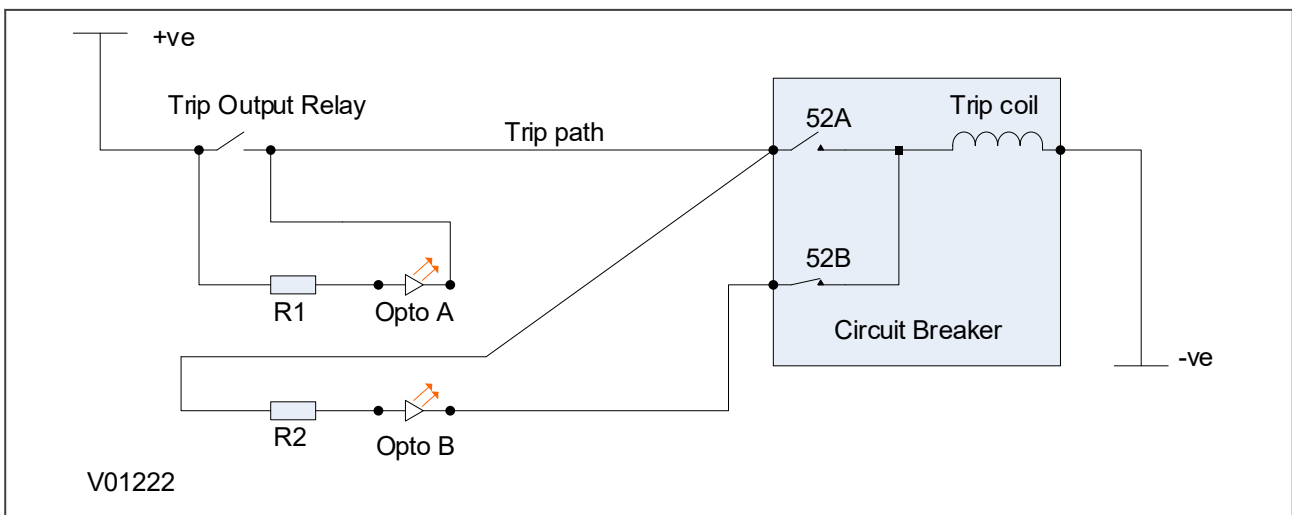 +ve
Trip Output Relay
Trip path
52A
Trip coil
R1
Opto A
52B
Circuit Breaker
-ve
R2
Opto B
V01222